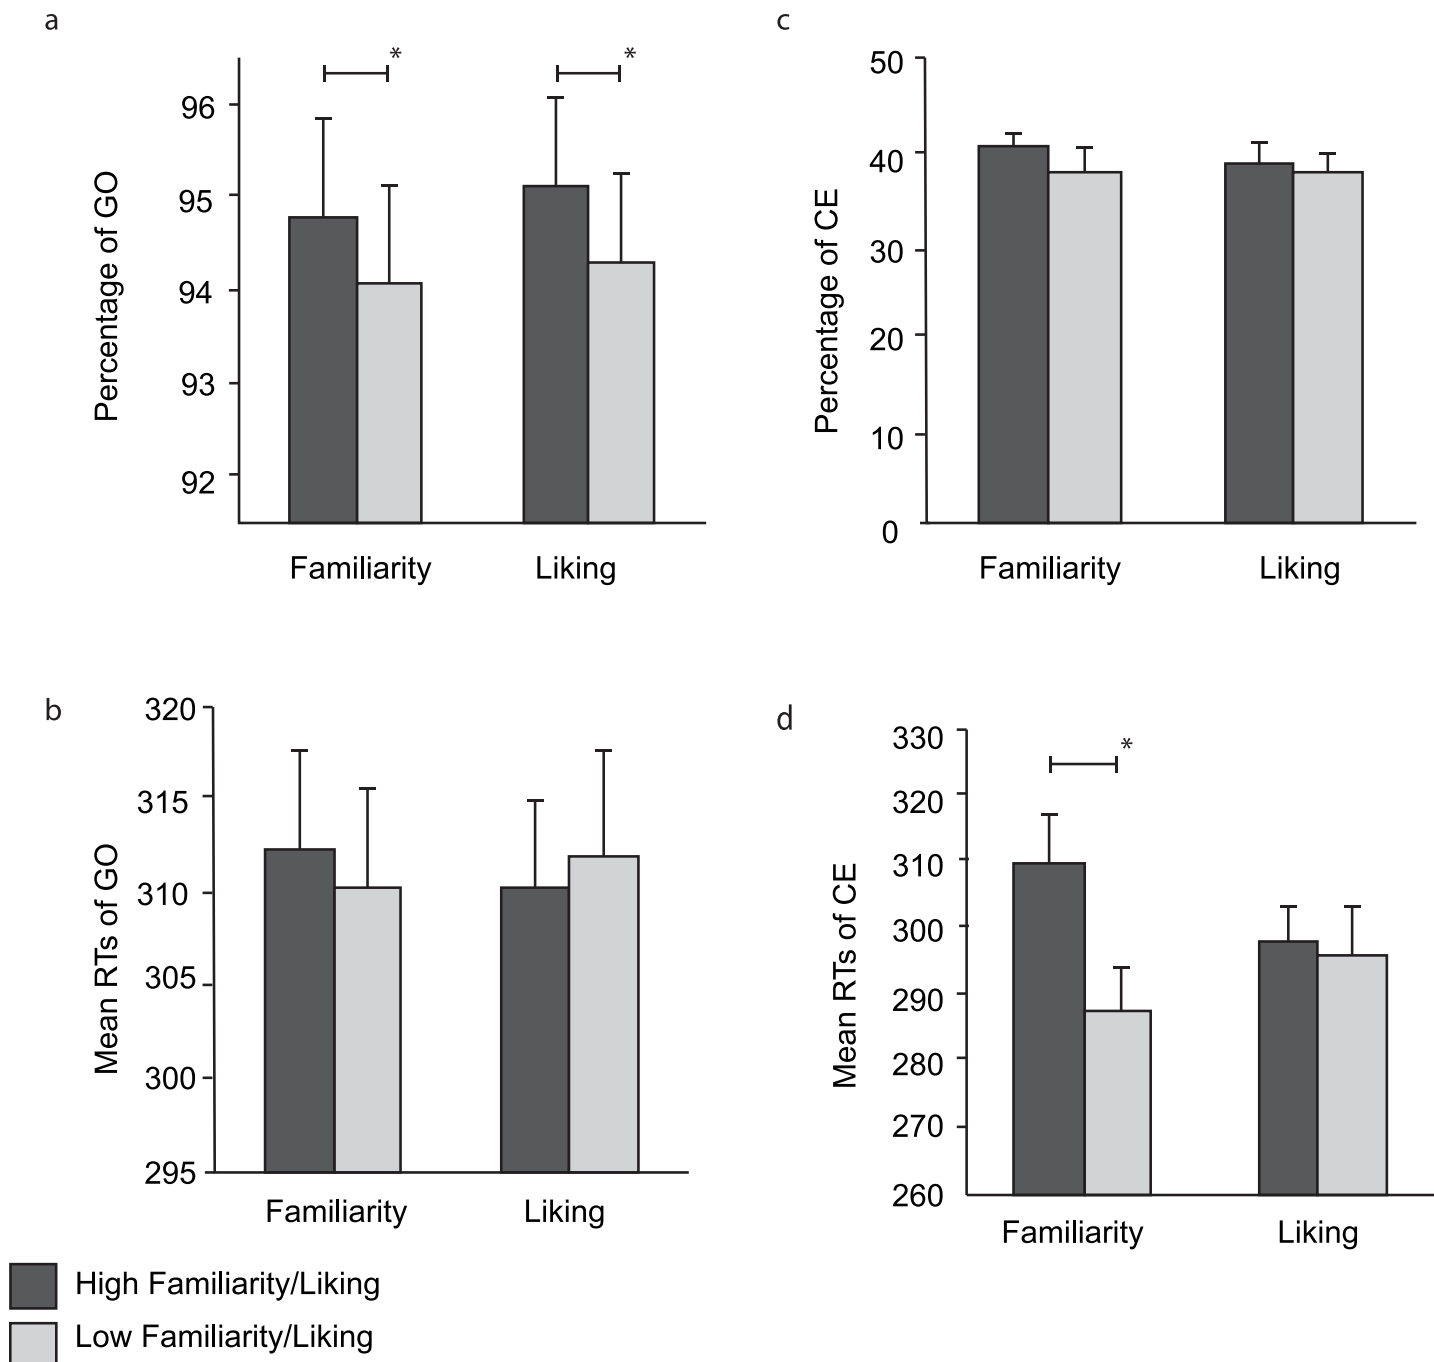 a
*
*
96
95
94
93
92
Percentage of GO
Familiarity
Liking
c
50
40
30
20
10
0
Percentage of CE
Familiarity
Liking
b
320
315
310
305
300
295
Mean RTs of GO
Familiarity
Liking
d
*
330
320
310
300
290
280
270
260
Mean RTs of CE
Familiarity
Liking
High Familiarity/Liking
Low Familiarity/Liking